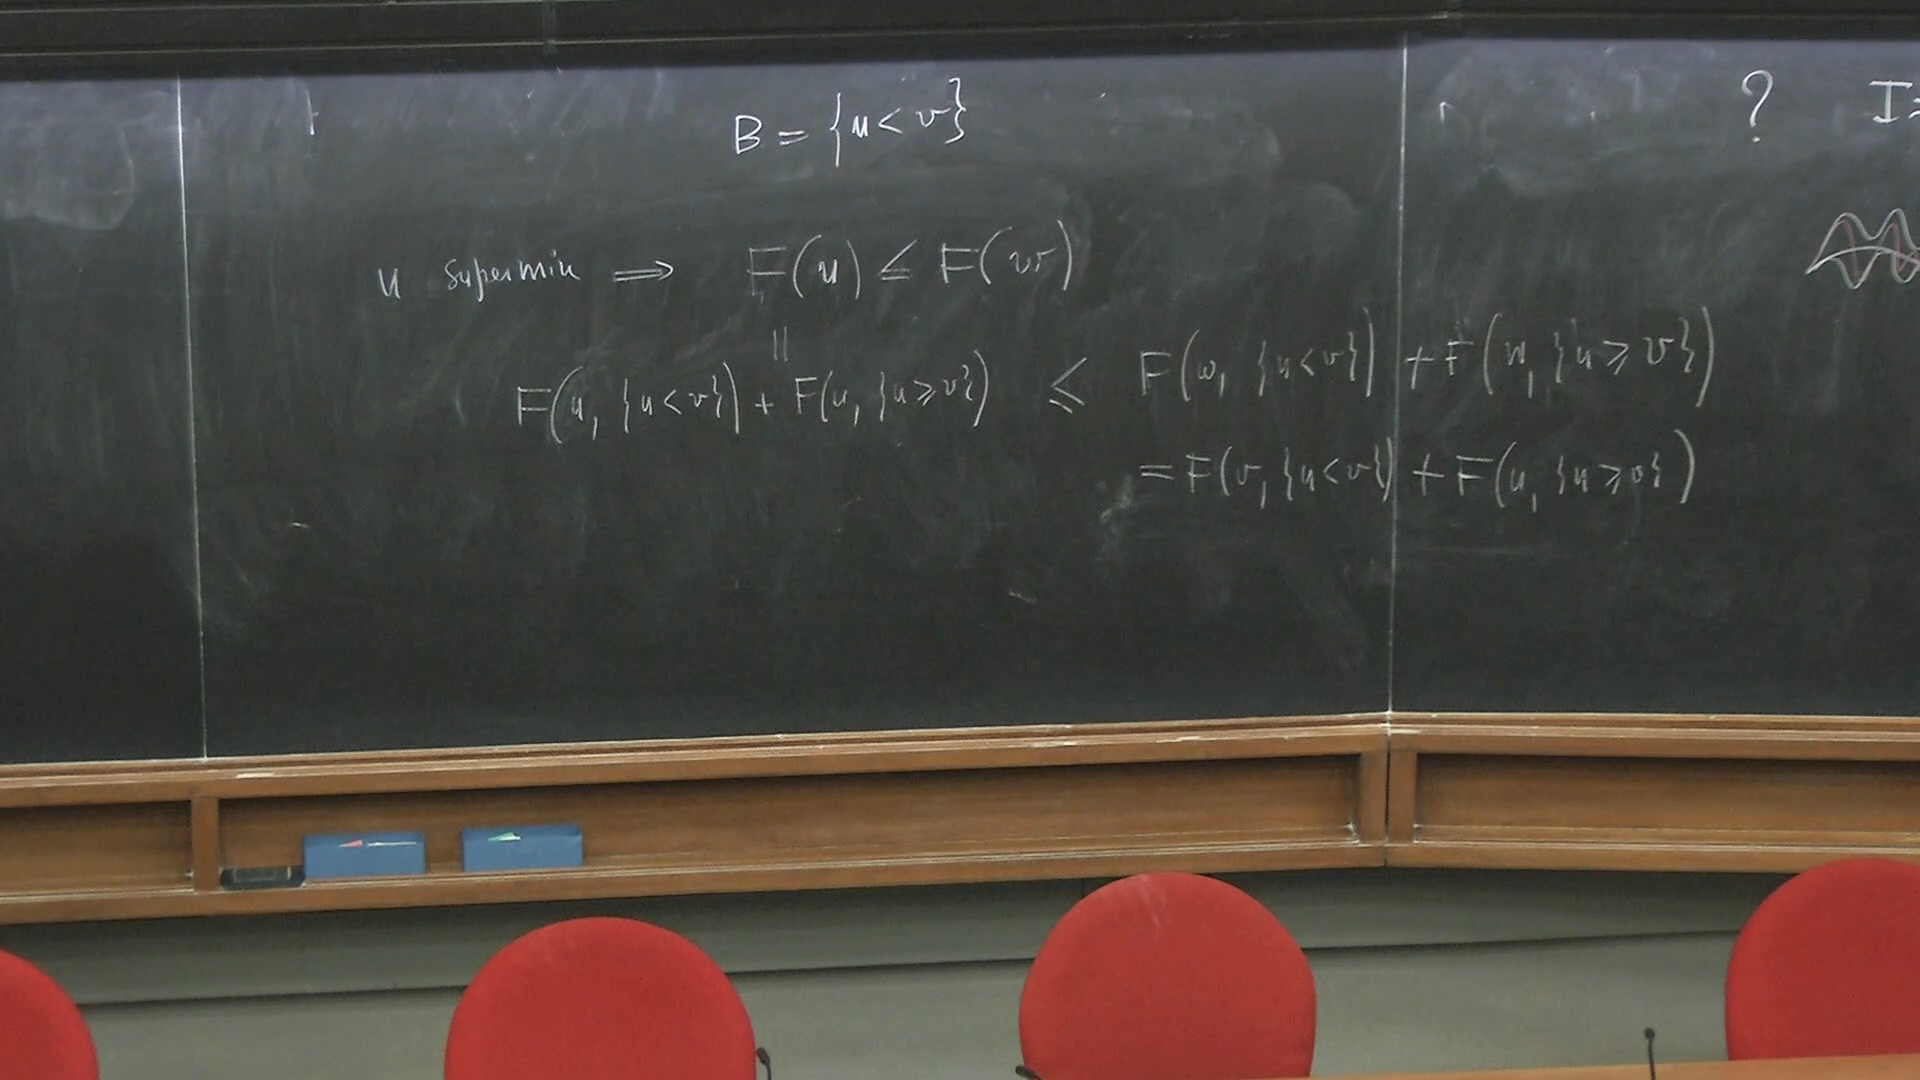 B = {u < v}
? I=
u supermin ⟹ F(u) ≤ F(w)
=
F(u, {u<v}) + F(u, {u⩾v}) ⩽ F(w, {u<v}) + F(w, {u⩾v})
= F(v, {u<v}) + F(u, {u⩾v})